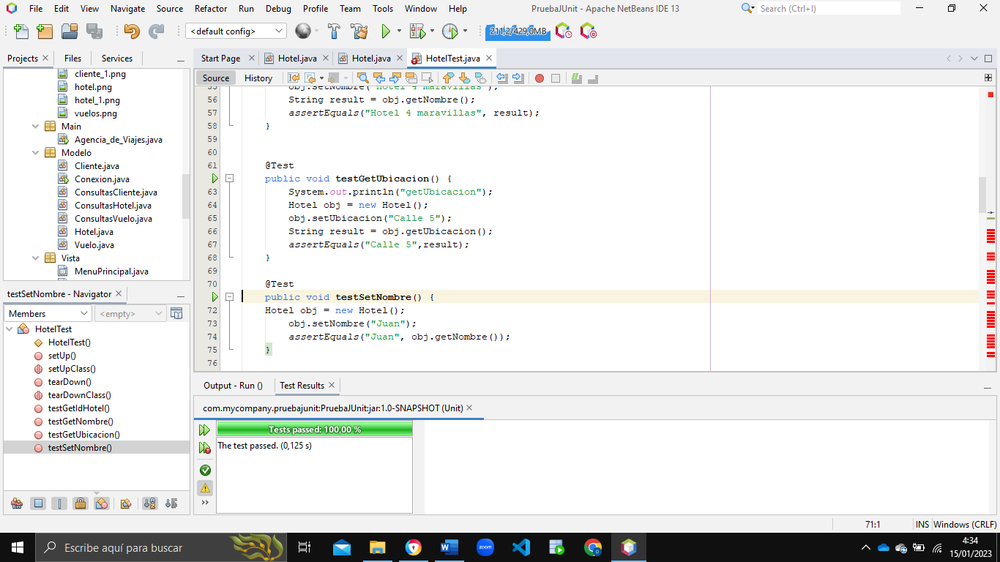 File Edit View Navigate Source Refactor Run Debug Profile Team Tools Window Help PruebaJUnit - Apache NetBeans IDE 13 Search (Ctrl+I)
<default config> 211,2/429,0MB
Projects Files Services
Start Page Hotel.java Hotel.java HotelTest.java
Source History
cliente_1.png
hotel.png
hotel_1.png
vuelos.png
Main
Agencia_de_Viajes.java
Modelo
Cliente.java
Conexion.java
ConsultasCliente.java
ConsultasHotel.java
ConsultasVuelo.java
Hotel.java
Vuelo.java
Vista
MenuPrincipal.java
55 obj.setNombre("Hotel 4 maravillas");
56 String result = obj.getNombre();
57 assertEquals("Hotel 4 maravillas", result);
58 }
59
60
61 @Test
public void testGetUbicacion() {
63 System.out.println("getUbicacion");
64 Hotel obj = new Hotel();
65 obj.setUbicacion("Calle 5");
66 String result = obj.getUbicacion();
67 assertEquals("Calle 5",result);
68 }
69
70 @Test
public void testSetNombre() {
72 Hotel obj = new Hotel();
73 obj.setNombre("Juan");
74 assertEquals("Juan", obj.getNombre());
75 }
76
testSetNombre - Navigator
Members <empty>
HotelTest
HotelTest()
setUp()
setUpClass()
tearDown()
tearDownClass()
testGetIdHotel()
testGetNombre()
testGetUbicacion()
testSetNombre()
Output - Run () Test Results
com.mycompany.pruebajunit:PruebaJUnit:jar:1.0-SNAPSHOT (Unit)
Tests passed: 100,00 %
The test passed. (0,125 s)
71:1 INS Windows (CRLF)
Escribe aquí para buscar
zoom
4:34
15/01/2023